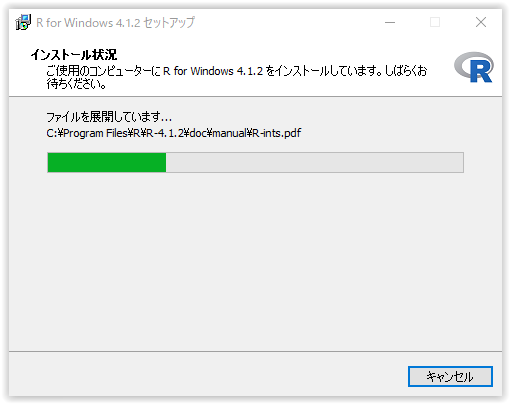 R for Windows 4.1.2 セットアップ
インストール状況
ご使用のコンピューターに R for Windows 4.1.2 をインストールしています。しばらくお
待ちください。
R
ファイルを展開しています...
C:¥Program Files¥R¥R-4.1.2¥doc¥manual¥R-ints.pdf
キャンセル